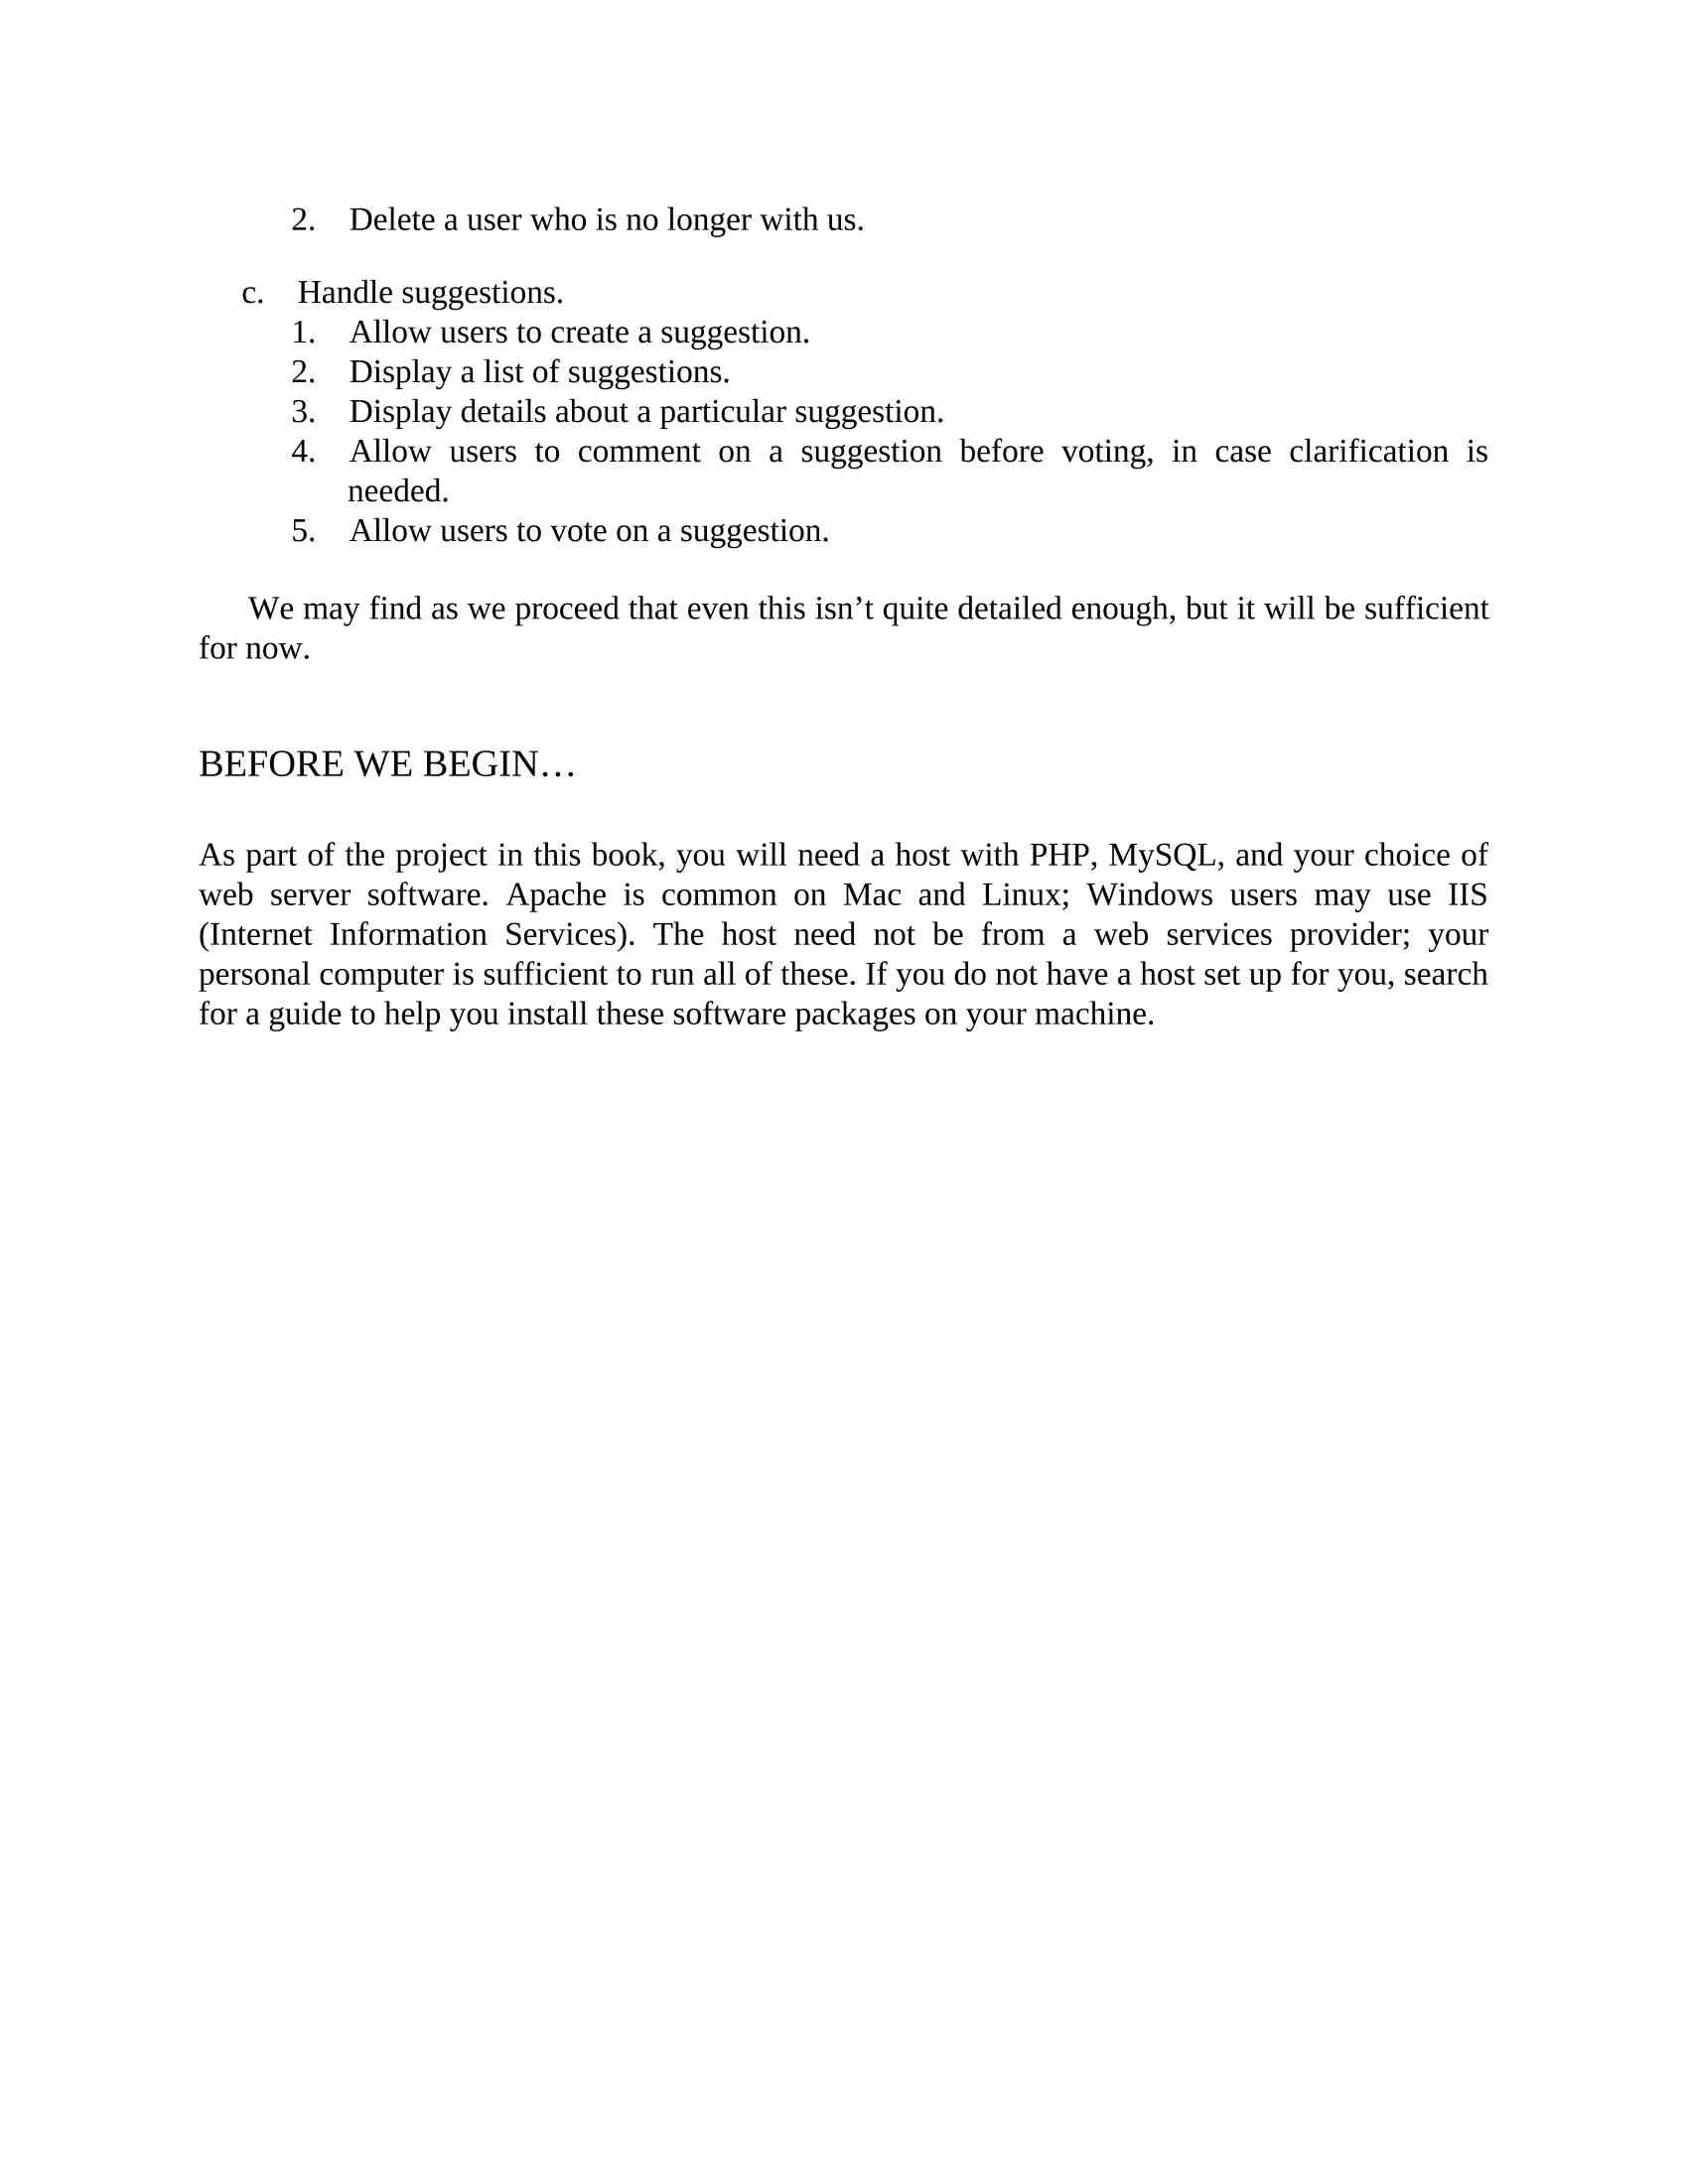 2. Delete a user who is no longer with us.
c. Handle suggestions.
1. Allow users to create a suggestion.
2. Display a list of suggestions.
3. Display details about a particular suggestion.
4. Allow users to comment on a suggestion before voting, in case clarification is
needed.
5. Allow users to vote on a suggestion.
We may find as we proceed that even this isn’t quite detailed enough, but it will be sufficient
for now.
BEFORE WE BEGIN…
As part of the project in this book, you will need a host with PHP, MySQL, and your choice of
web server software. Apache is common on Mac and Linux; Windows users may use IIS
(Internet Information Services). The host need not be from a web services provider; your
personal computer is sufficient to run all of these. If you do not have a host set up for you, search
for a guide to help you install these software packages on your machine.